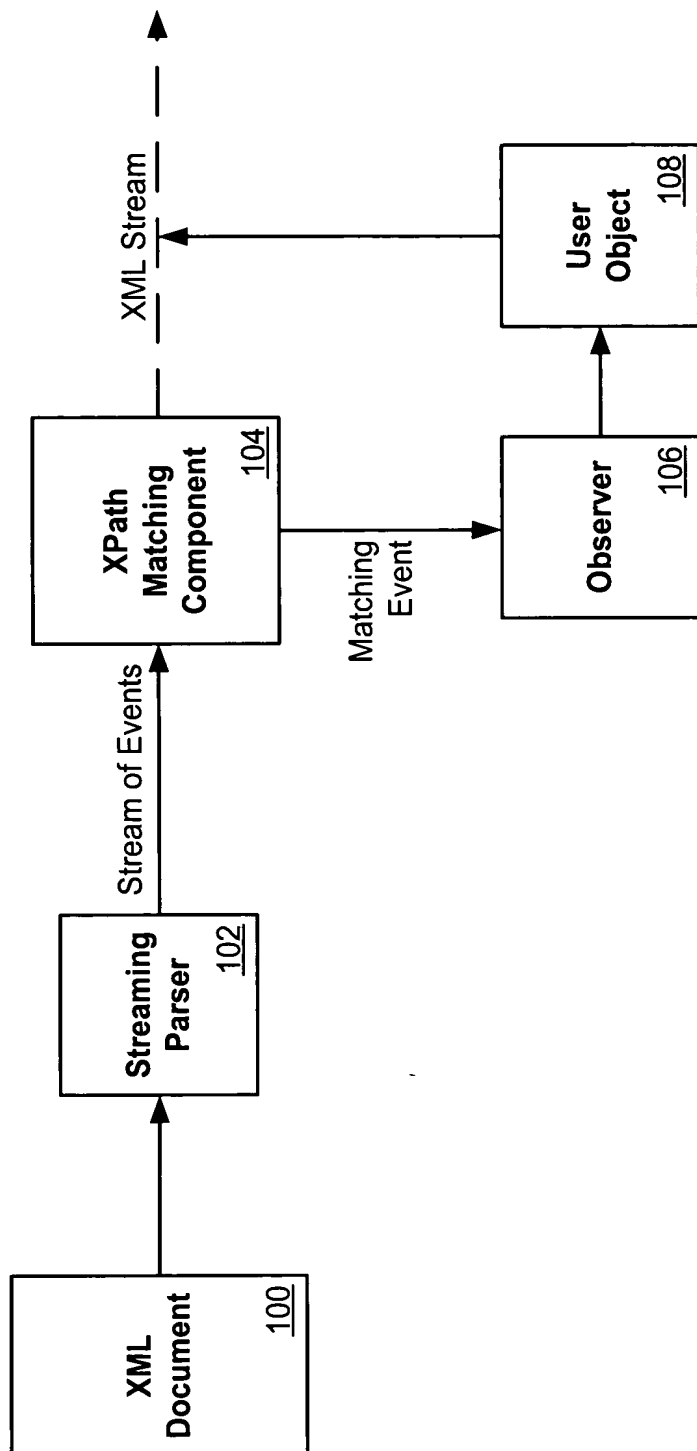 XML
Document
100
Streaming
Parser
102
Stream of Events
XPath
Matching
Component
104
XML Stream
Matching
Event
Observer
106
User
Object
108